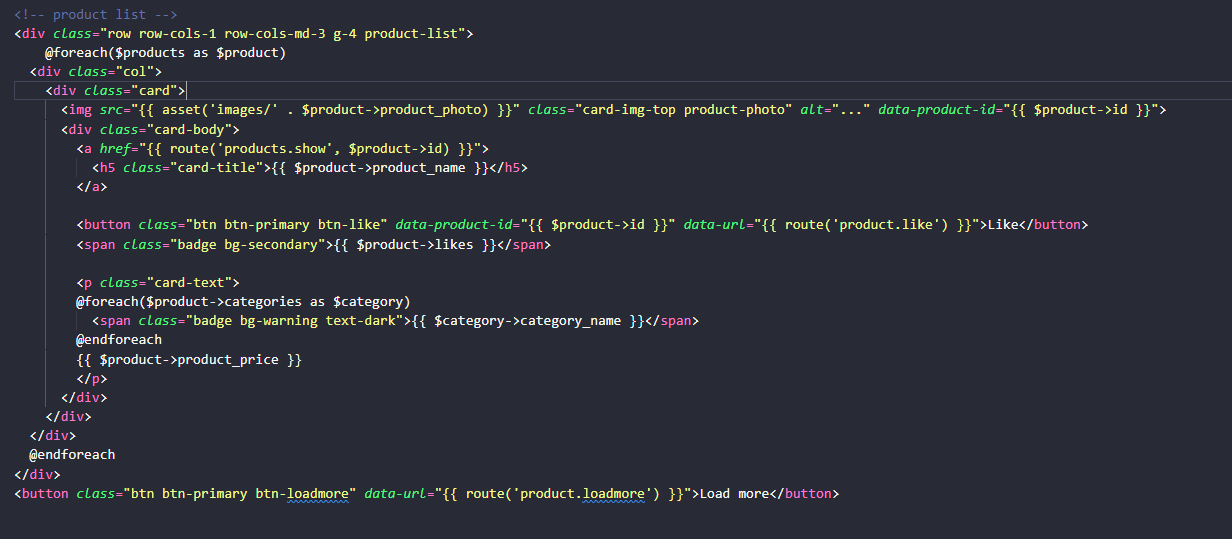 <!-- product list -->
<div class="row row-cols-1 row-cols-md-3 g-4 product-list">
    @foreach($products as $product)
  <div class="col">
    <div class="card">
      <img src="{{ asset('images/' . $product->product_photo) }}" class="card-img-top product-photo" alt="..." data-product-id="{{ $product->id }}">
      <div class="card-body">
        <a href="{{ route('products.show', $product->id) }}">
          <h5 class="card-title">{{ $product->product_name }}</h5>
        </a>

        <button class="btn btn-primary btn-like" data-product-id="{{ $product->id }}" data-url="{{ route('product.like') }}">Like</button>
        <span class="badge bg-secondary">{{ $product->likes }}</span>

        <p class="card-text">
        @foreach($product->categories as $category)
          <span class="badge bg-warning text-dark">{{ $category->category_name }}</span>
        @endforeach
        {{ $product->product_price }}
        </p>
      </div>
    </div>
  </div>
  @endforeach
</div>
<button class="btn btn-primary btn-loadmore" data-url="{{ route('product.loadmore') }}">Load more</button>